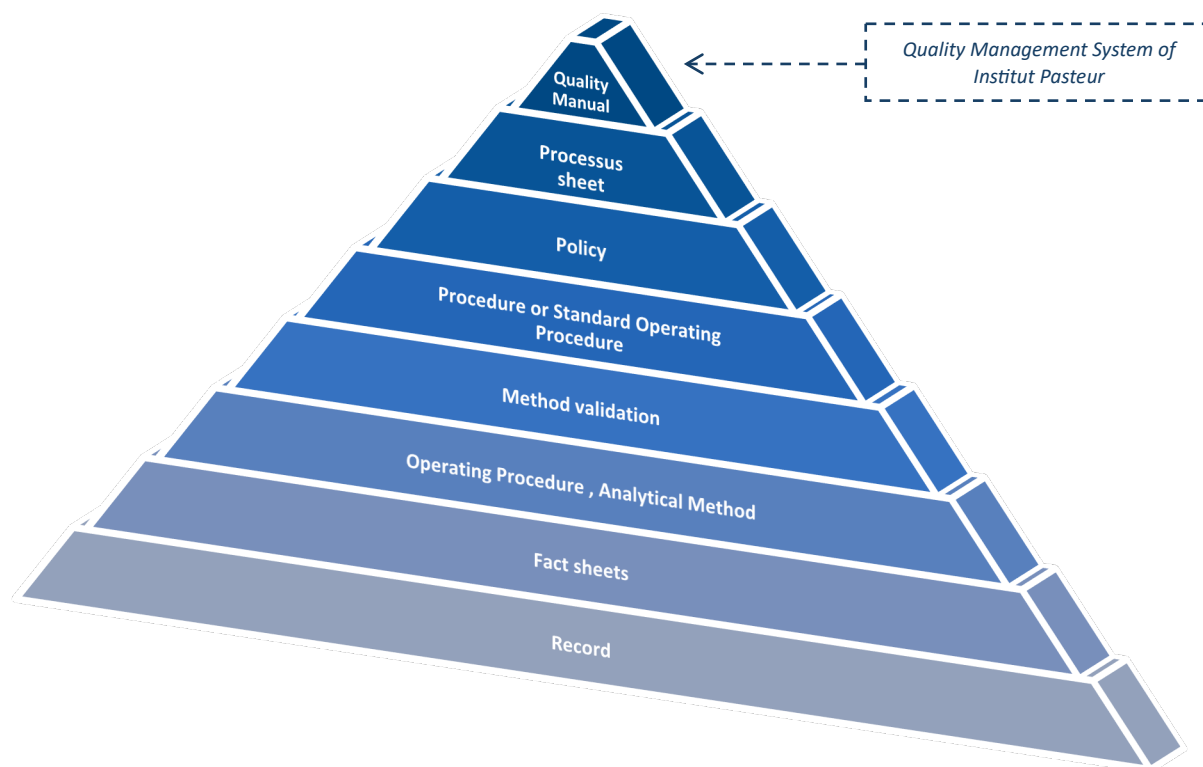 Quality Management System of
Institut Pasteur
Quality
Manual
Processus
sheet
Policy
Procedure or Standard Operating
Procedure
Method validation
Operating Procedure , Analytical Method
Fact sheets
Record